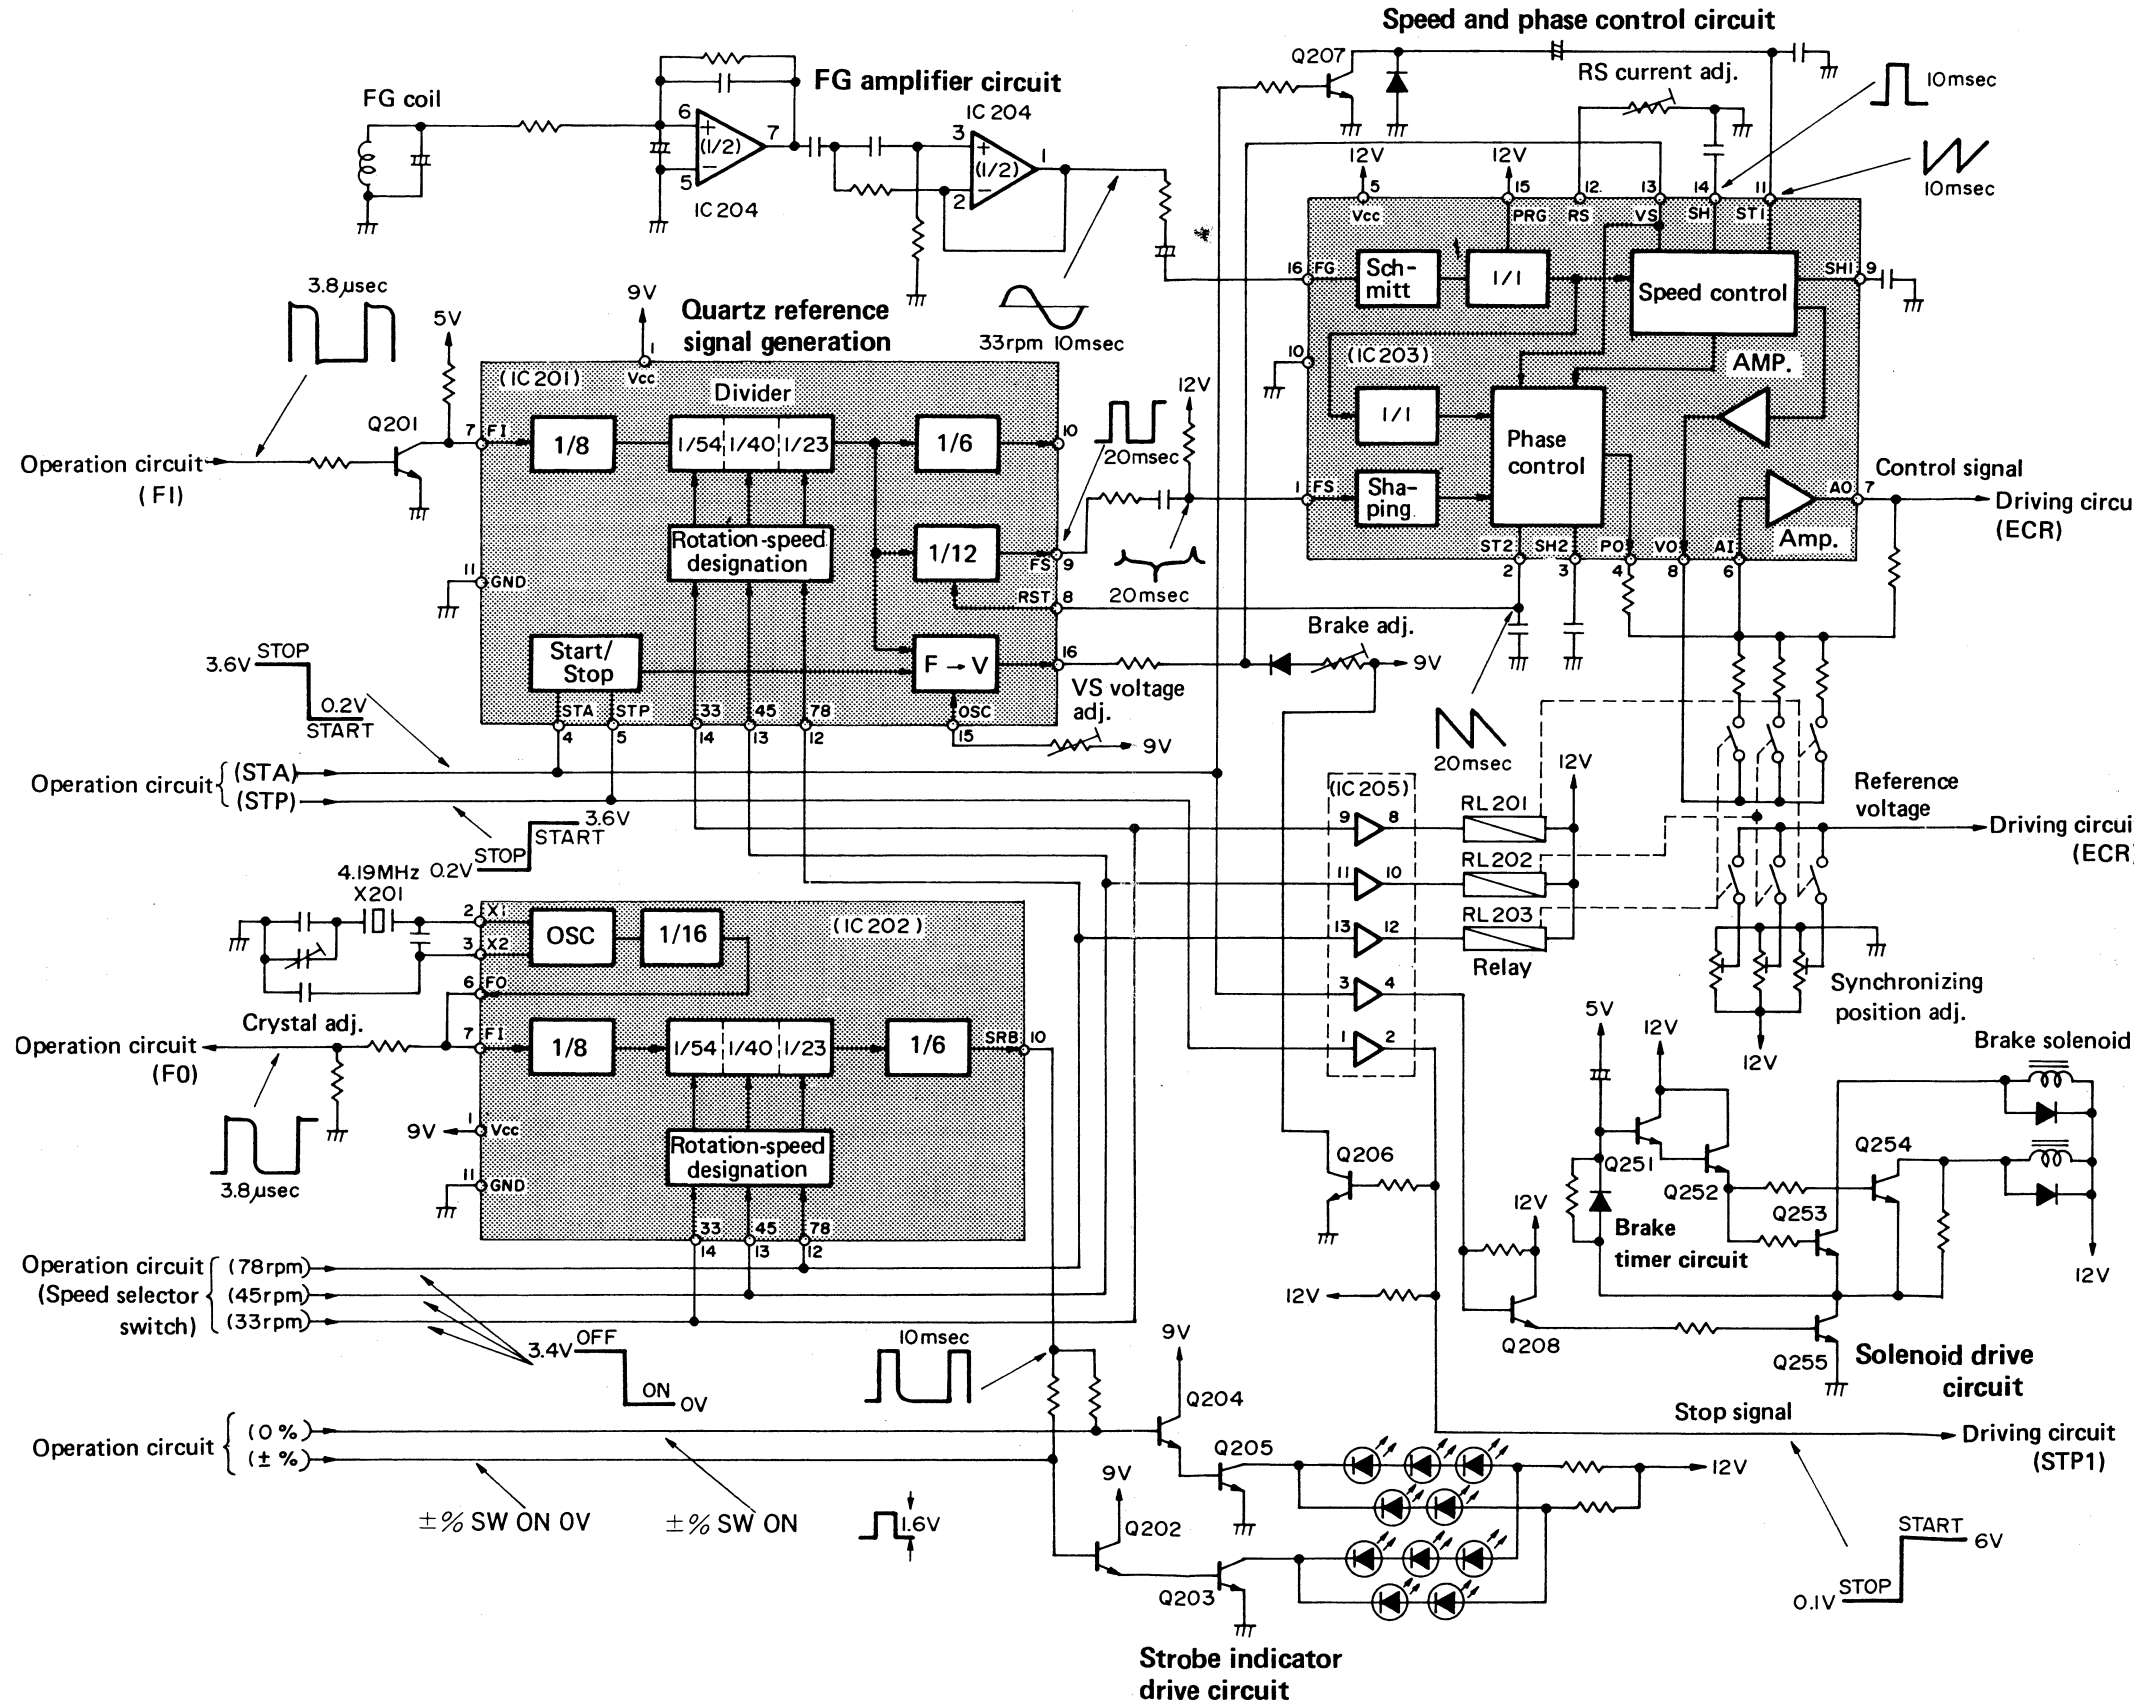 Speed and phase control circuit
Q207
RS current adj.
10msec
FG amplifier circuit
FG coil
IC204
6
+
(1/2)
7
−
5
IC204
3
+
(1/2)
1
−
2
12V
12V
10msec
5
15
12.
13
14
11
Vcc
PRG
RS
VS
SH
ST1
16
FG
Sch-
mitt
1/1
Speed control
SH1
9
3.8μsec
9V
Quartz reference
signal generation
5V
33rpm 10msec
10
(IC203)
AMP.
1
Vcc
(IC201)
Divider
12V
Q201
7
FI
1/8
1/54
1/40
1/23
1/6
10
1/1
Phase
control
20msec
Operation circuit
(FI)
Control signal
1
FS
Sha-
ping
AO
7
Driving circu
(ECR)
Amp.
Rotation-speed
designation
1/12
FS
9
ST2
SH2
PO
VO
AI
2
3
4
8
6
11
GND
RST
8
20msec
Brake adj.
STOP
3.6V
0.2V
START
Start/
Stop
F→V
16
9V
VS voltage
adj.
STA
STP
33
45
78
OSC
4
5
14
13
12
15
9V
20msec
12V
Operation circuit
(STA)
(STP)
(IC205)
RL201
Reference
voltage
9
8
3.6V
START
STOP
0.2V
Driving circui
(ECR)
RL202
11
10
4.19MHz
X201
2
X1
OSC
1/16
(IC202)
RL203
13
12
3
X2
Relay
6
FO
3
4
Synchronizing
position adj.
Crystal adj.
5V
12V
12V
Operation circuit
(FO)
7
FI
1/8
1/54
1/40
1/23
1/6
SRB
10
1
2
Brake solenoid
9V
1
Vcc
Rotation-speed
designation
Q206
Q251
Q254
3.8μsec
11
GND
Q252
12V
Q253
Brake
timer circuit
33
45
78
14
13
12
Operation circuit
(Speed selector
switch)
(78rpm)
(45rpm)
(33rpm)
12V
12V
OFF
3.4V
ON
0V
10msec
9V
Q208
Q255
Solenoid drive
circuit
Q204
Stop signal
Operation circuit
(0%)
(±%)
Driving circuit
(STP1)
Q205
12V
9V
±% SW ON 0V
±% SW ON
1.6V
Q202
START
6V
Q203
STOP
0.1V
Strobe indicator
drive circuit